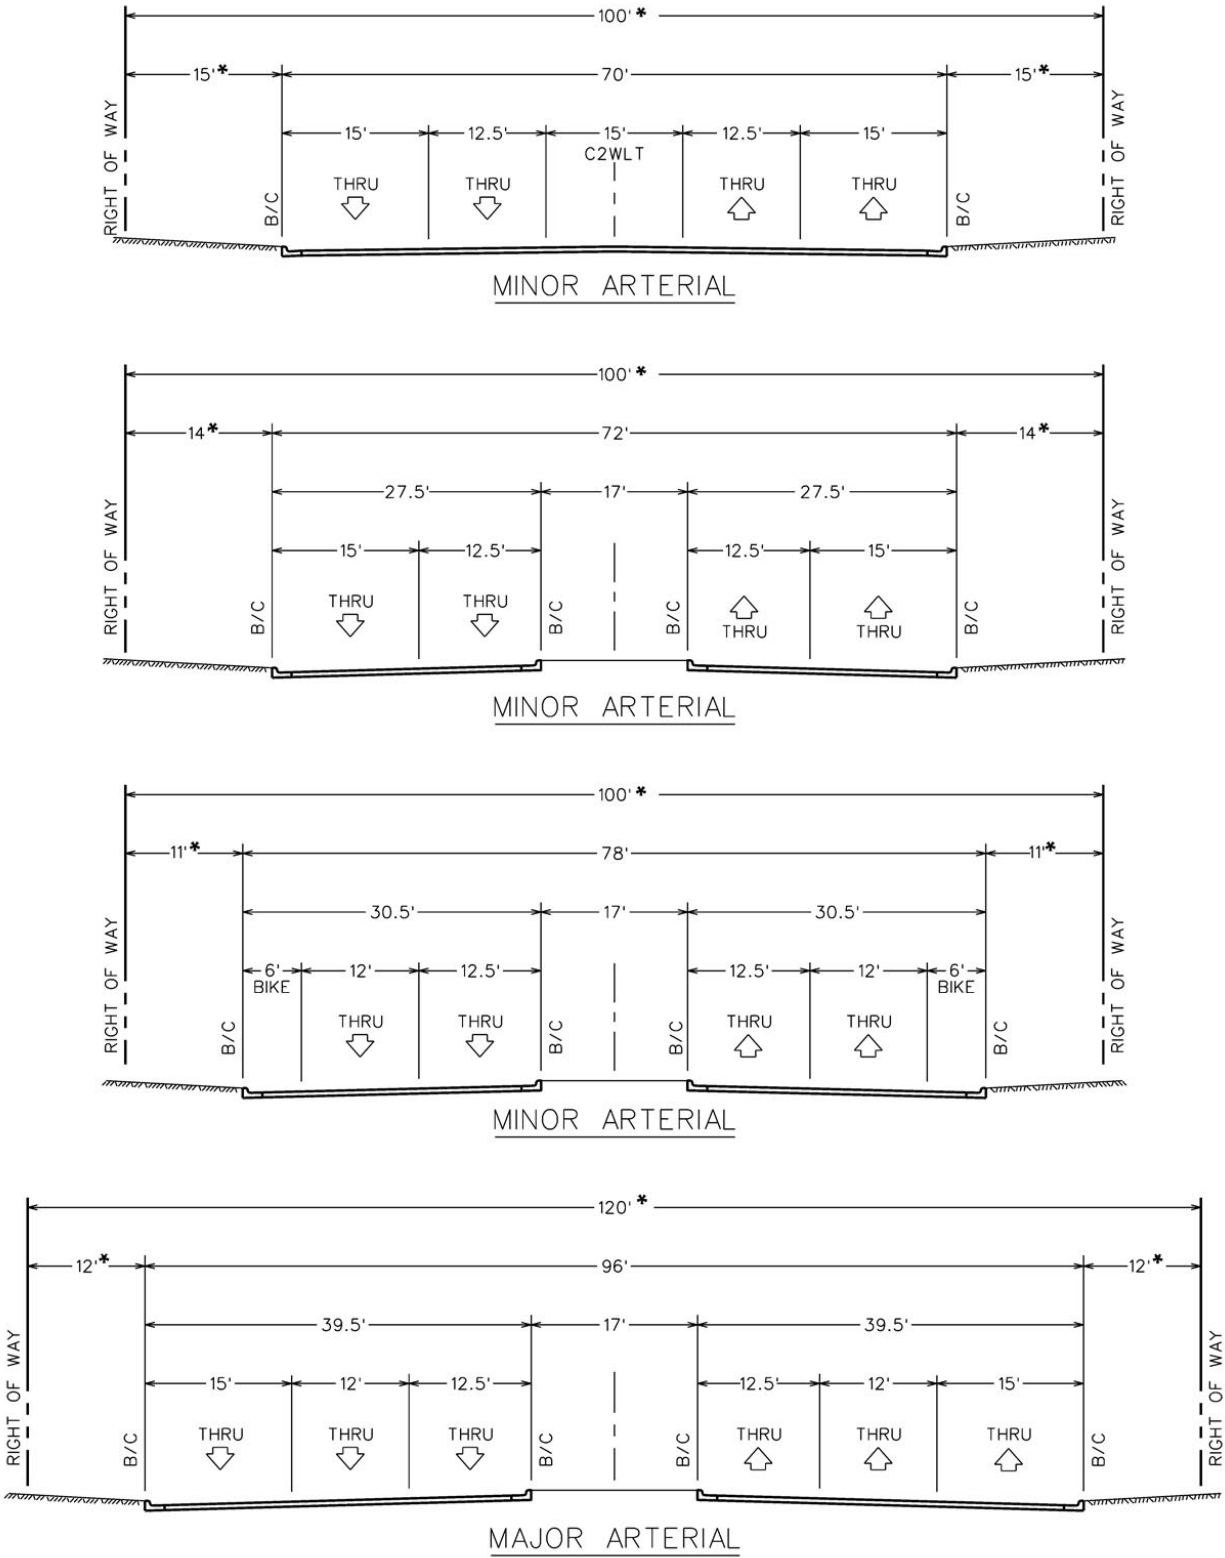 100'*
15'* 70' 15'*
15' 12.5' 15' 12.5' 15'
C2WLT
THRU THRU THRU THRU
RIGHT OF WAY B/C B/C RIGHT OF WAY
MINOR ARTERIAL
100'*
14* 72' 14*
27.5' 17' 27.5'
15' 12.5' 12.5' 15'
THRU THRU THRU THRU
RIGHT OF WAY B/C B/C B/C B/C RIGHT OF WAY
MINOR ARTERIAL
100'*
11'* 78' 11'*
30.5' 17' 30.5'
6' 12' 12.5' 12.5' 12' 6'
BIKE BIKE
THRU THRU THRU THRU
RIGHT OF WAY B/C B/C B/C B/C RIGHT OF WAY
MINOR ARTERIAL
120'*
12'* 96' 12'*
39.5' 17' 39.5'
15' 12' 12.5' 12.5' 12' 15'
THRU THRU THRU THRU THRU THRU
RIGHT OF WAY B/C B/C B/C B/C RIGHT OF WAY
MAJOR ARTERIAL